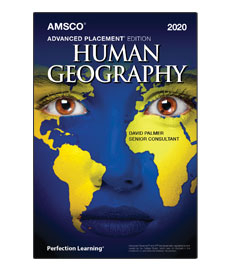 AMSCO® 2020
ADVANCED PLACEMENT® EDITION
HUMAN
GEOGRAPHY
DAVID PALMER
SENIOR CONSULTANT
Perfection Learning®